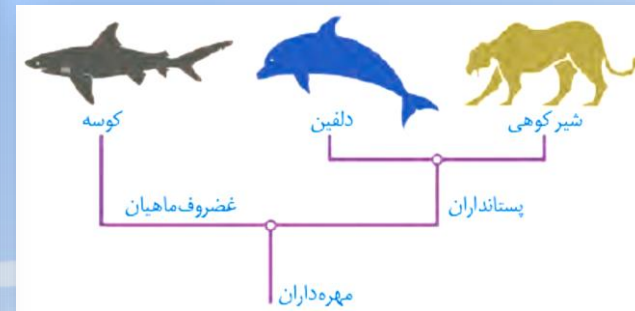 شیر کوهی
دلفین
کوسه
پستانداران
غضروف‌ماهیان
مهره‌داران